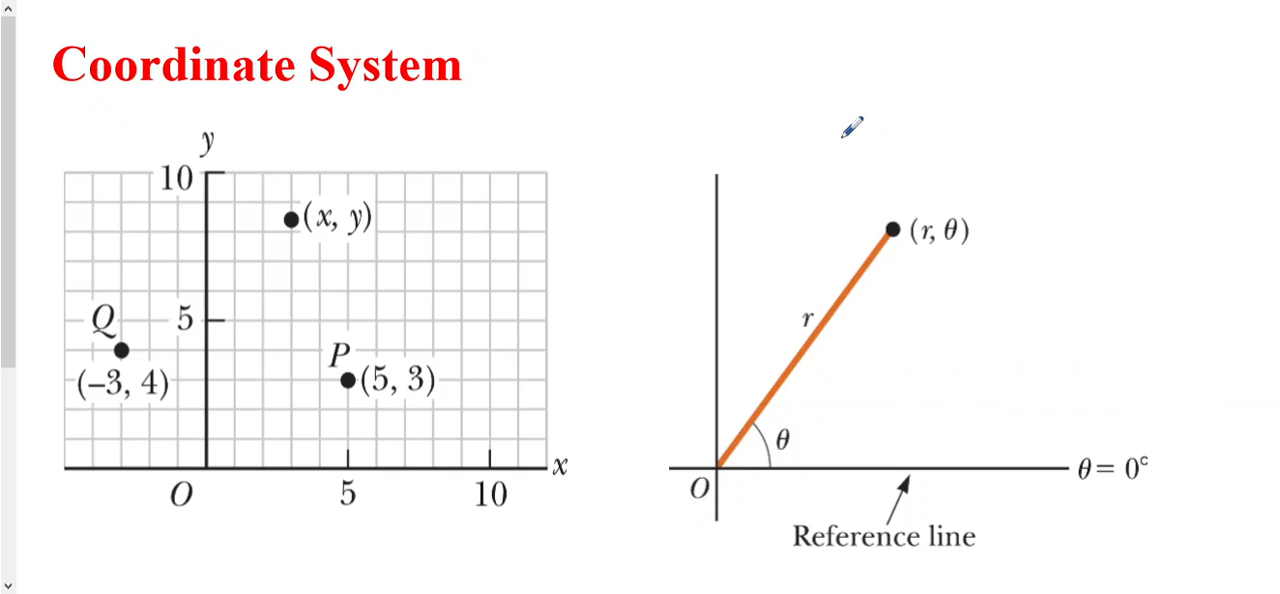 Coordinate System
y
10
(x, y)
Q
5
(–3, 4)
P
(5, 3)
x
O
5
10
(r, θ)
r
θ
θ = 0°
O
Reference line